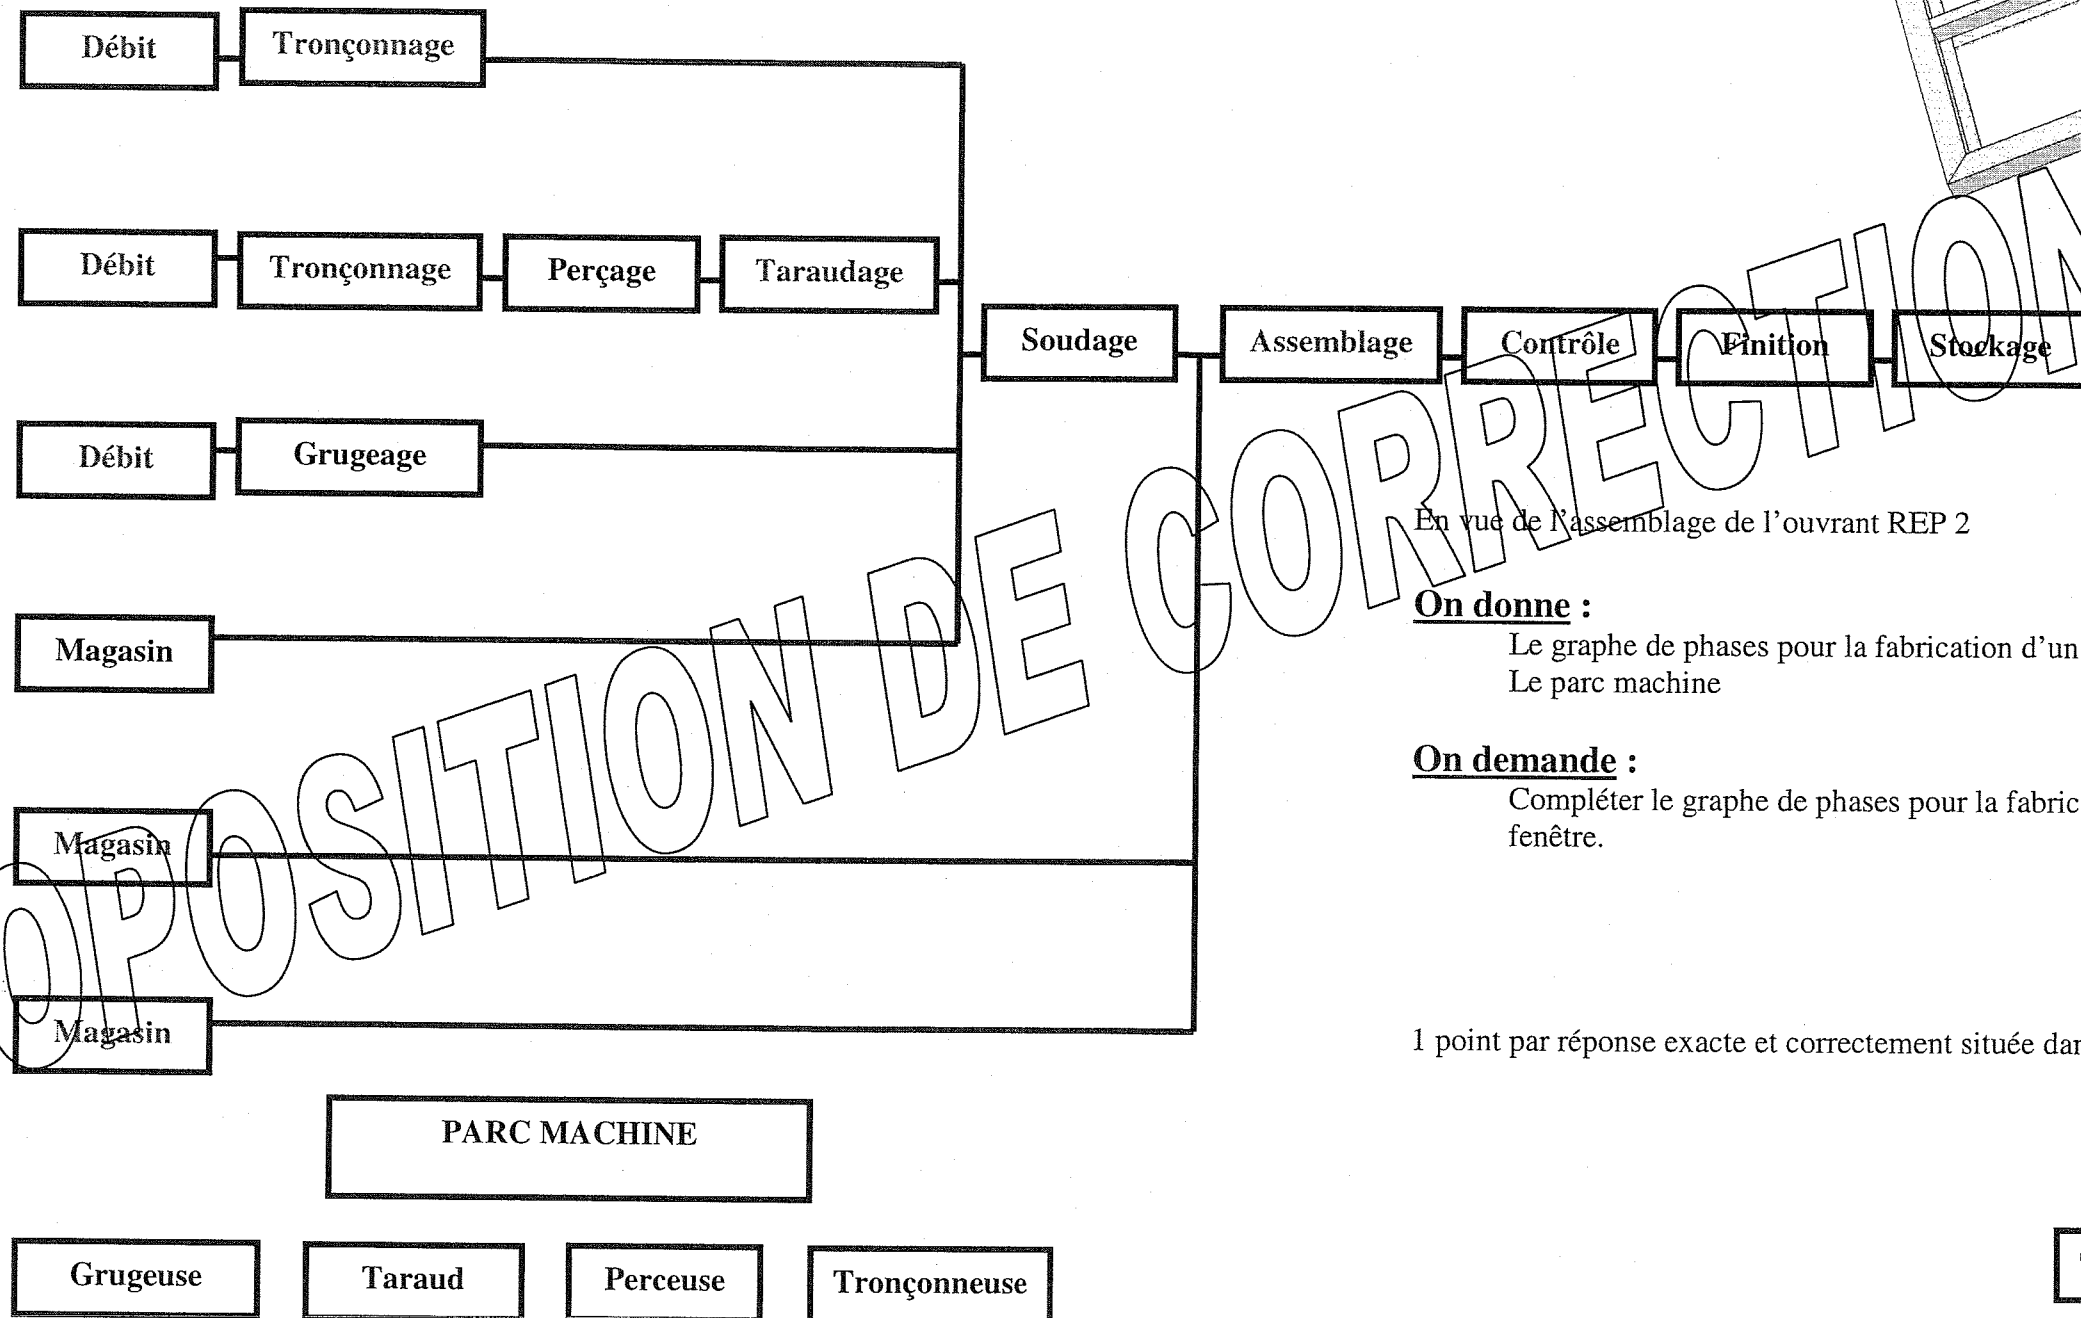 Débit
Tronçonnage
Débit
Tronçonnage
Perçage
Taraudage
Soudage
Assemblage
Contrôle
Finition
Stockage
Débit
Grugeage
Magasin
Magasin
Magasin
OPOSITION DE CORRECTION
En vue de l'assemblage de l'ouvrant REP 2
On donne :
Le graphe de phases pour la fabrication d'un
Le parc machine
On demande :
Compléter le graphe de phases pour la fabric
fenêtre.
1 point par réponse exacte et correctement située dan
PARC MACHINE
Grugeuse
Taraud
Perceuse
Tronçonneuse